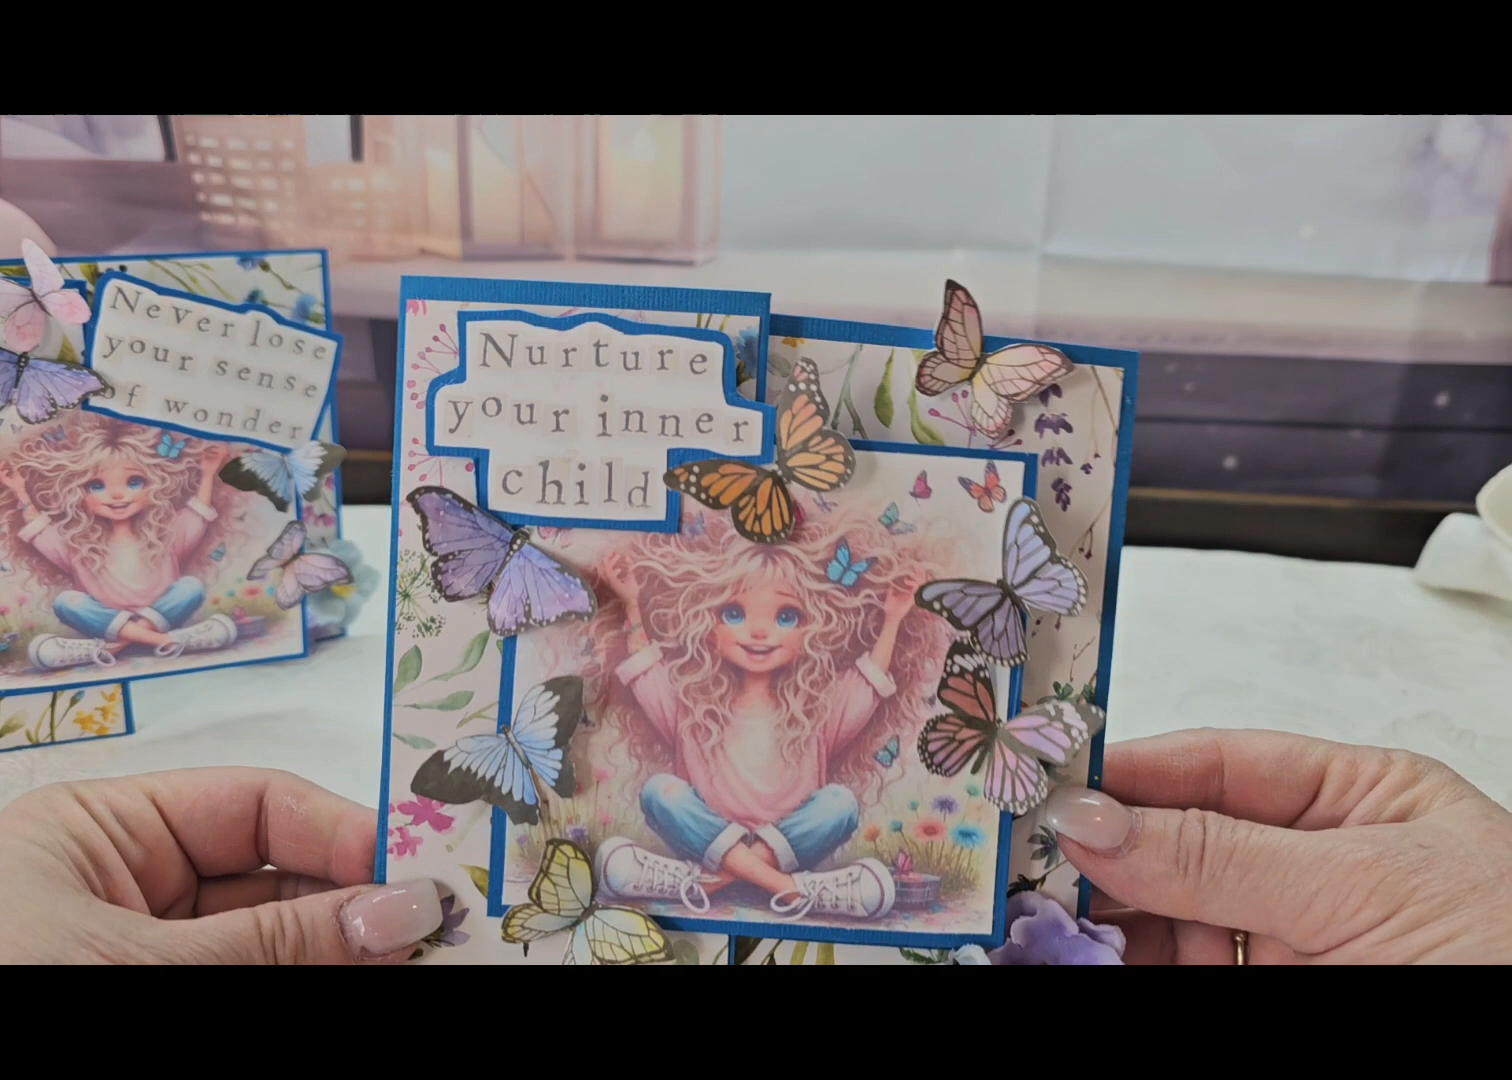 Never lose
your sense
of wonder
Nurture
your inner
child